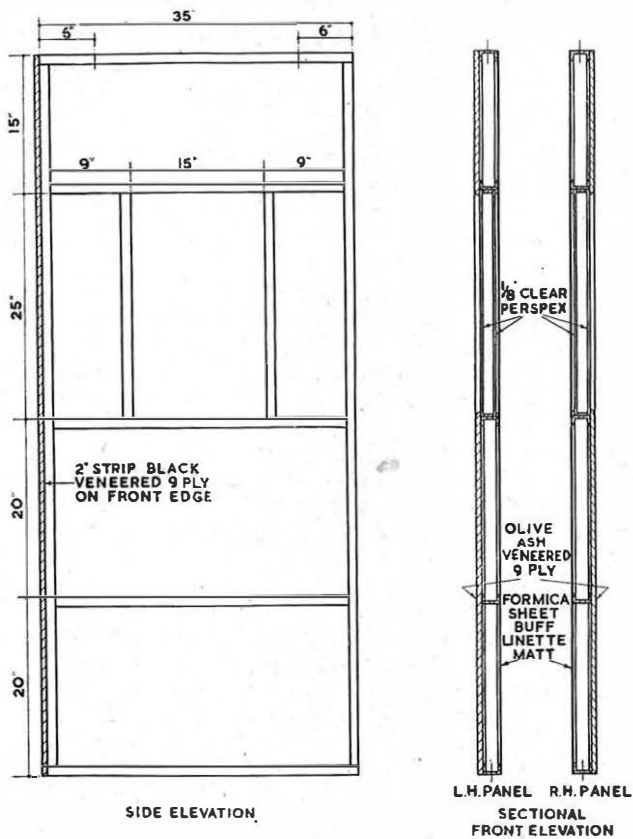 35"
6" 6"
15"
9" 15" 9"
25"
1/8" CLEAR
PERSPEX
2" STRIP BLACK
VENEERED 9 PLY
ON FRONT EDGE
20"
OLIVE
ASH
VENEERED
9 PLY
FORMICA
SHEET
BUFF
LINETTE
MATT
20"
L.H. PANEL R.H. PANEL
SIDE ELEVATION
SECTIONAL
FRONT ELEVATION